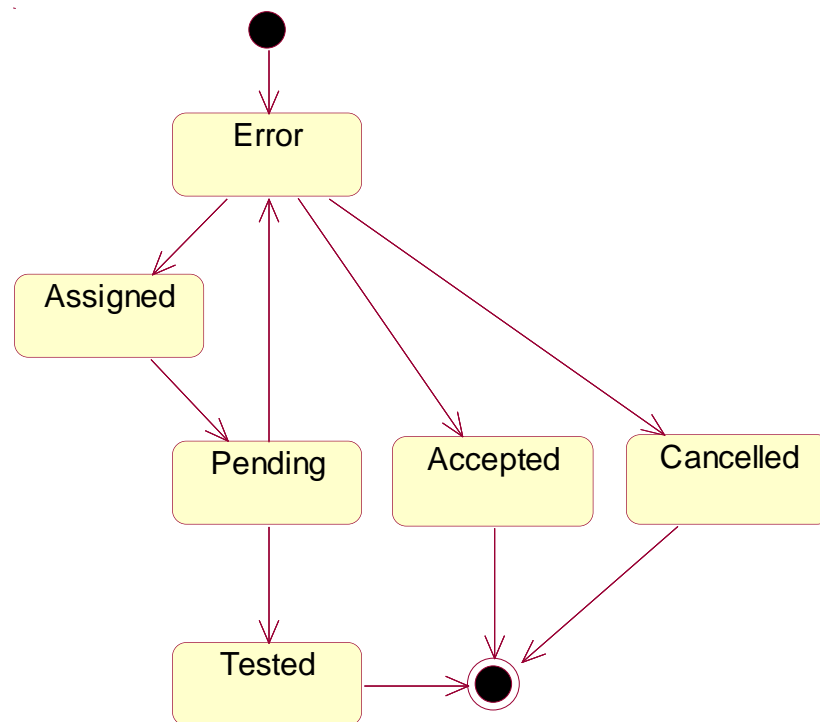 Error
Assigned
Pending
Accepted
Cancelled
Tested